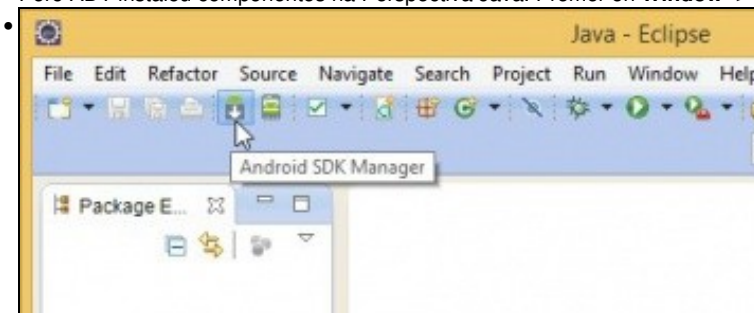 Java - Eclipse
File Edit Refactor Source Navigate Search Project Run Window Help
Android SDK Manager
Package E...